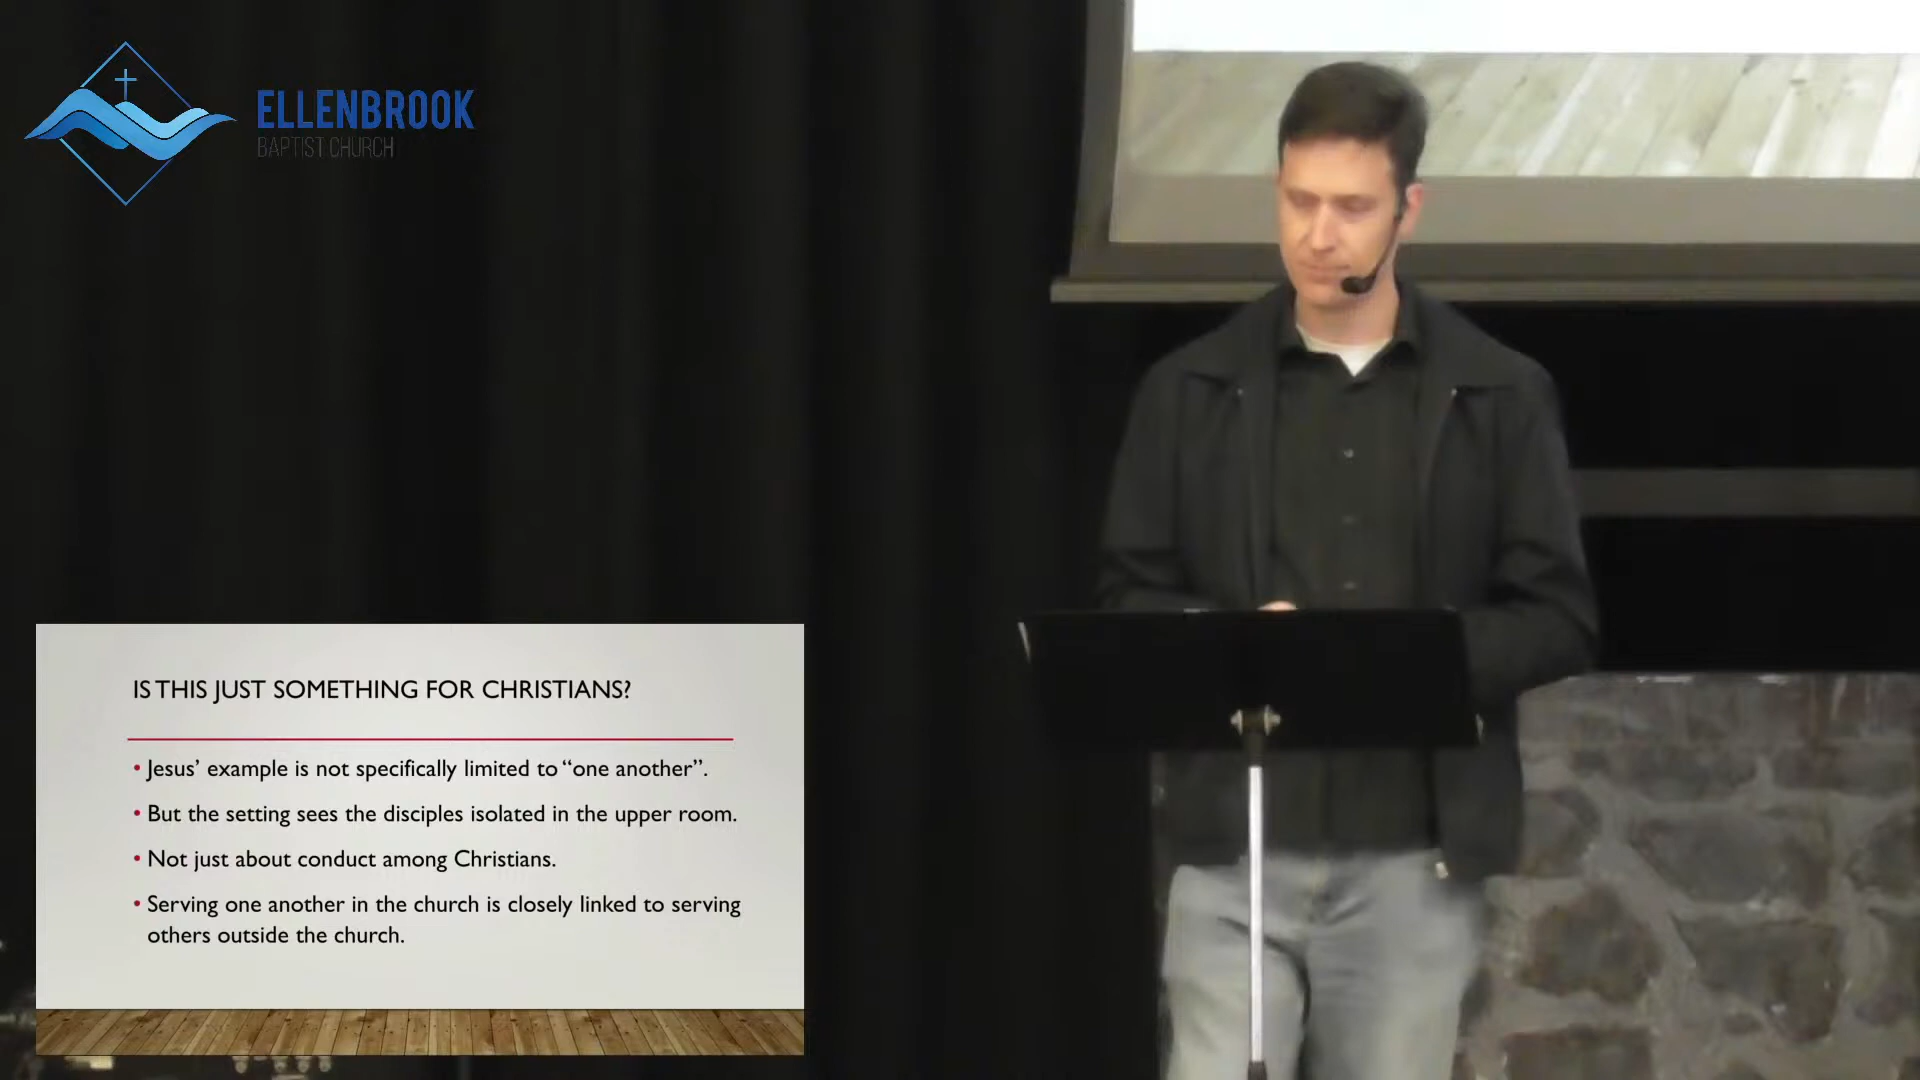 ELLENBROOK
BAPTIST CHURCH
IS THIS JUST SOMETHING FOR CHRISTIANS?
• Jesus’ example is not specifically limited to “one another”.
• But the setting sees the disciples isolated in the upper room.
• Not just about conduct among Christians.
• Serving one another in the church is closely linked to serving
others outside the church.